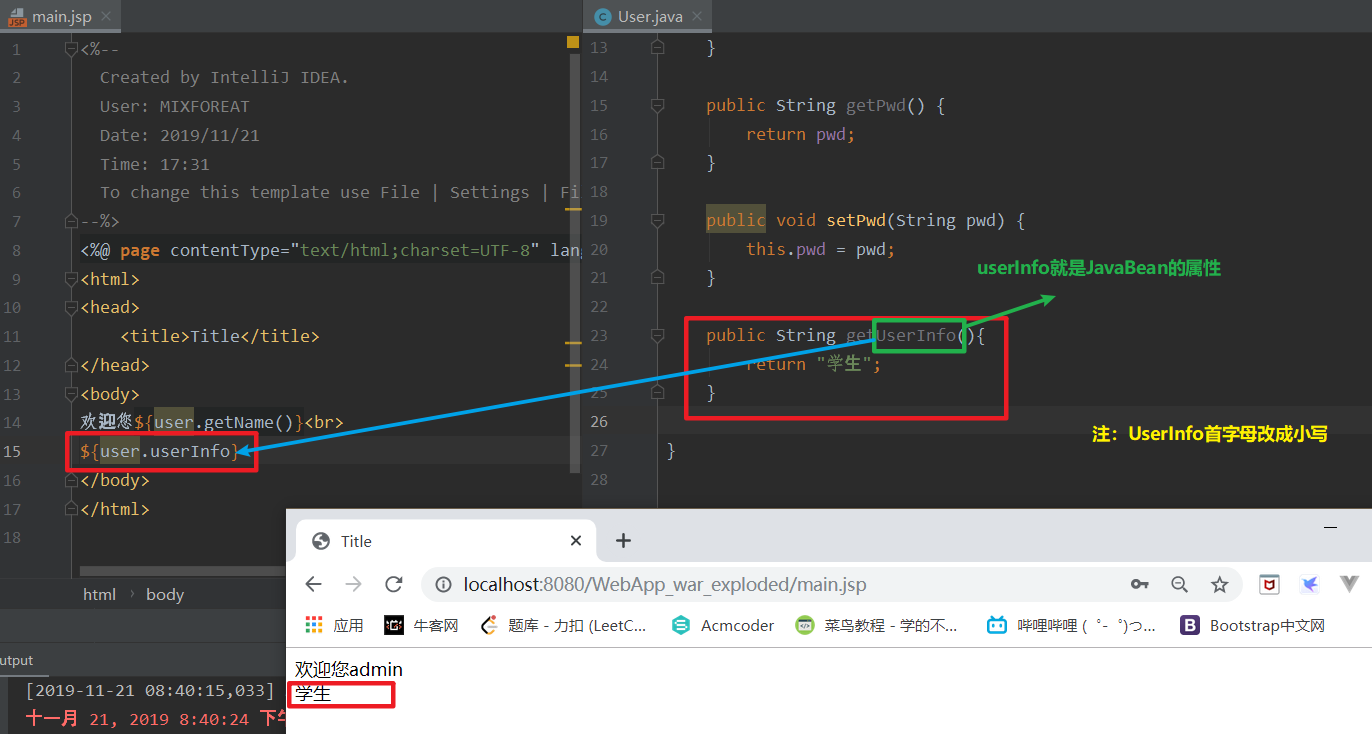 main.jsp
1 <%--
2 Created by IntelliJ IDEA.
3 User: MIXFOREAT
4 Date: 2019/11/21
5 Time: 17:31
6 To change this template use File | Settings | Fi
7 --%>
8 <%@ page contentType="text/html;charset=UTF-8" lan
9 <html>
10 <head>
11 <title>Title</title>
12 </head>
13 <body>
14 欢迎您${user.getName()}<br>
15 ${user.userInfo}
16 </body>
17 </html>
18
html › body
utput
[2019-11-21 08:40:15,033]
十一月 21, 2019 8:40:24 下午
User.java
13 }
14
15 public String getPwd() {
16 return pwd;
17 }
18
19 public void setPwd(String pwd) {
20 this.pwd = pwd;
21 }
22
23 public String getUserInfo(){
24 return "学生";
25 }
26
27 }
28
userInfo就是JavaBean的属性
注：UserInfo首字母改成小写
Title
localhost:8080/WebApp_war_exploded/main.jsp
应用 牛客网 题库 - 力扣 (LeetC... Acmcoder 菜鸟教程 - 学的不... 哔哩哔哩 ( ゜- ゜)つ... Bootstrap中文网
欢迎您admin
学生